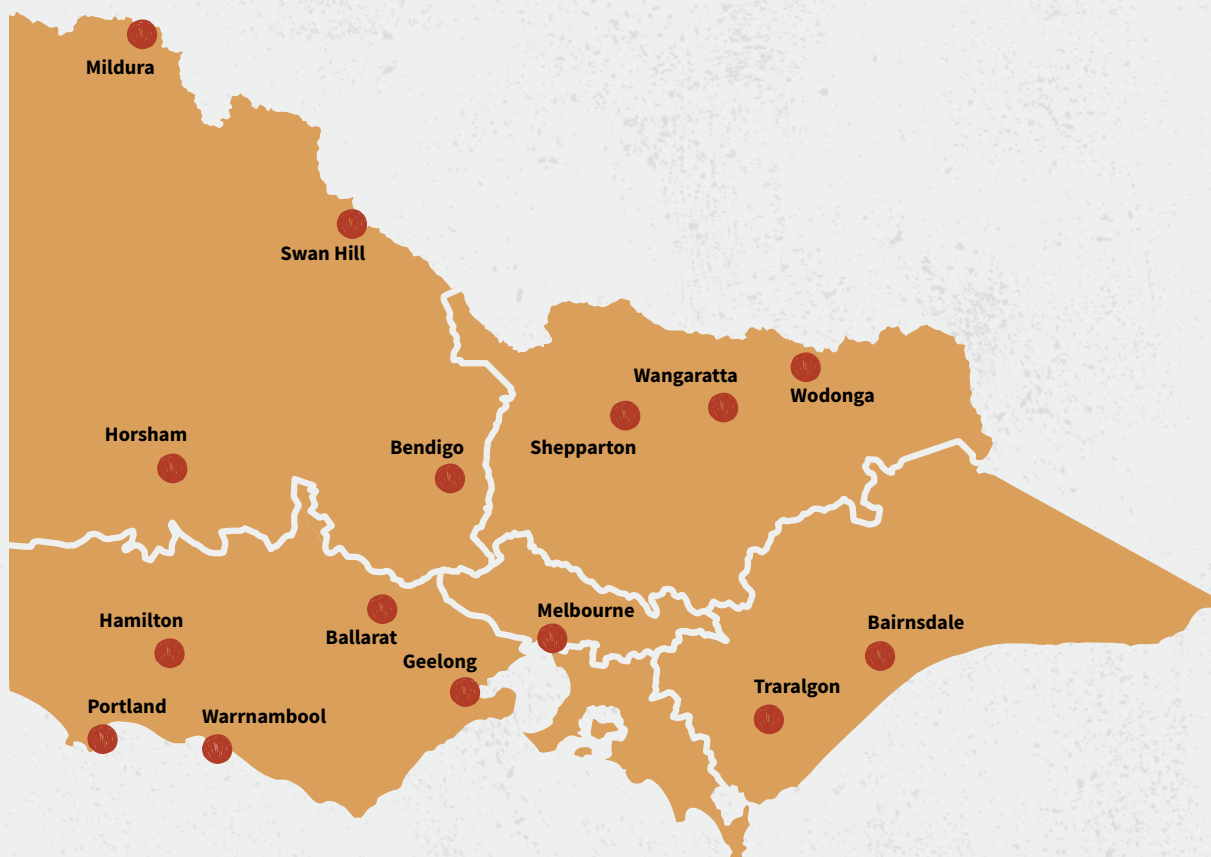 Mildura
Swan Hill
Wangaratta
Wodonga
Horsham
Bendigo
Shepparton
Melbourne
Hamilton
Bairnsdale
Ballarat
Geelong
Traralgon
Portland
Warrnambool